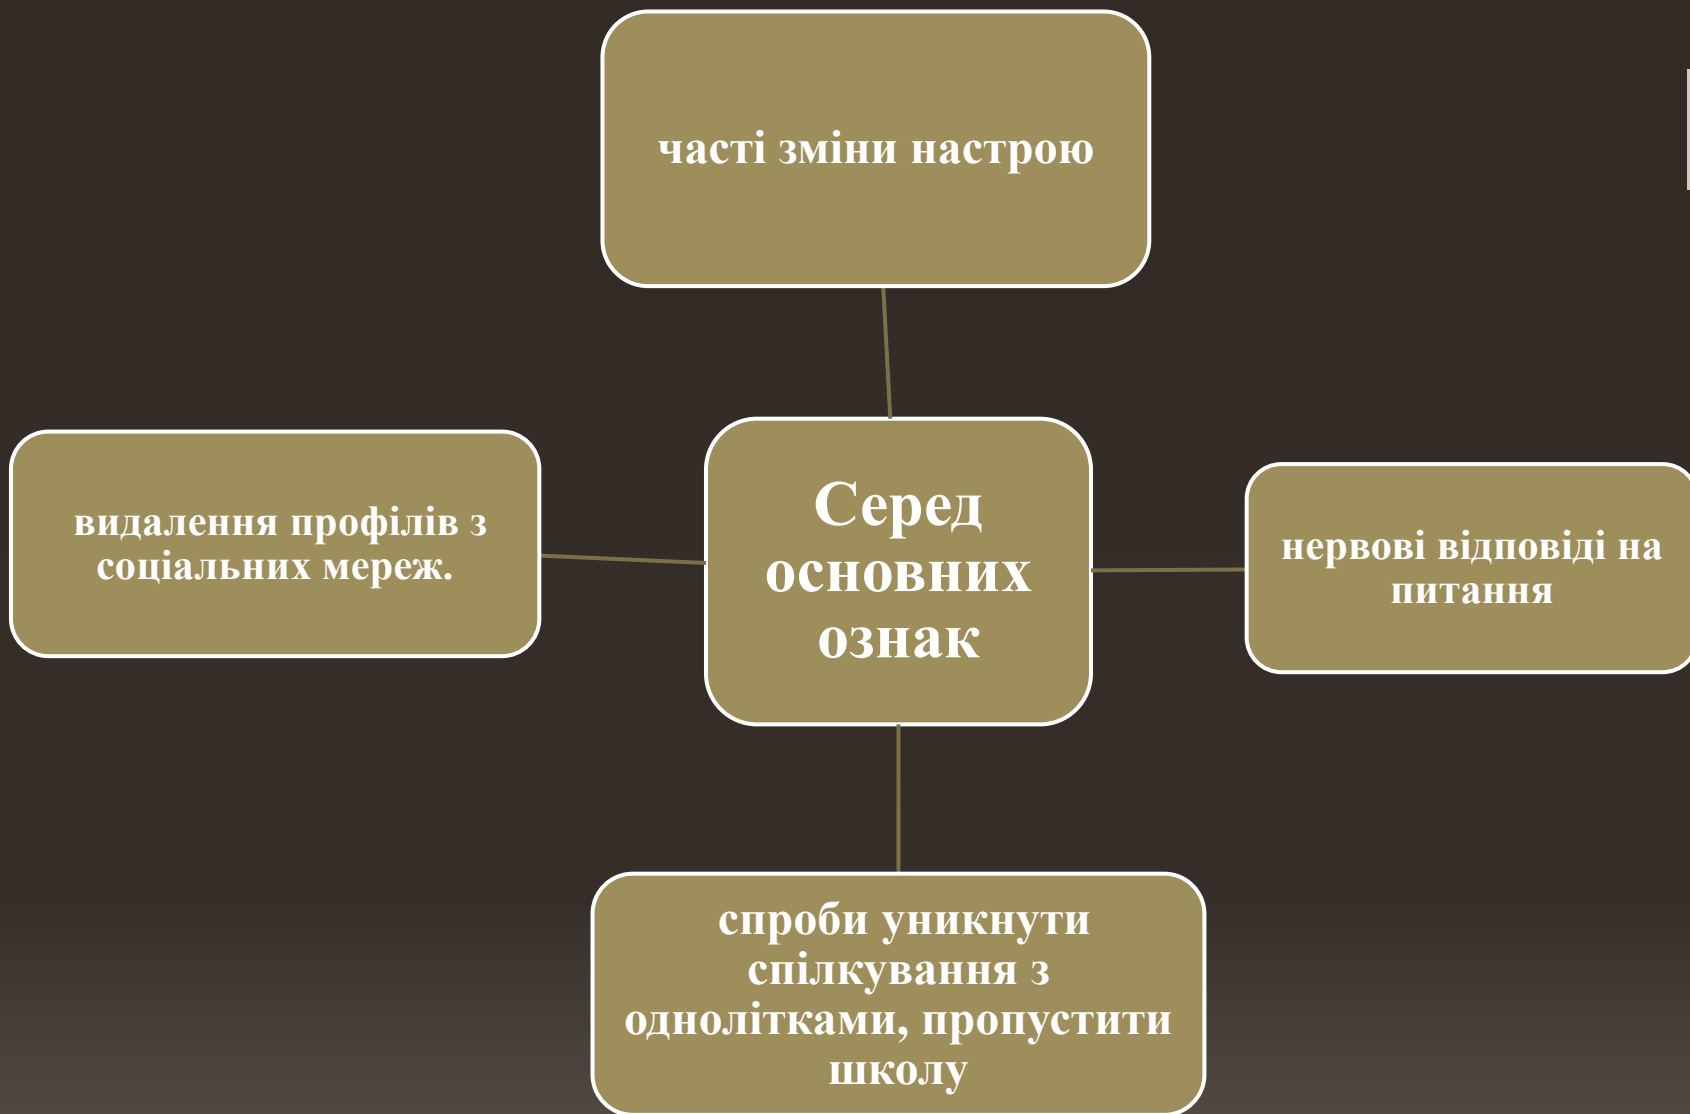 часті зміни настрою
видалення профілів з
соціальних мереж.
Серед
основних
ознак
нервові відповіді на
питання
спроби уникнути
спілкування з
однолітками, пропустити
школу